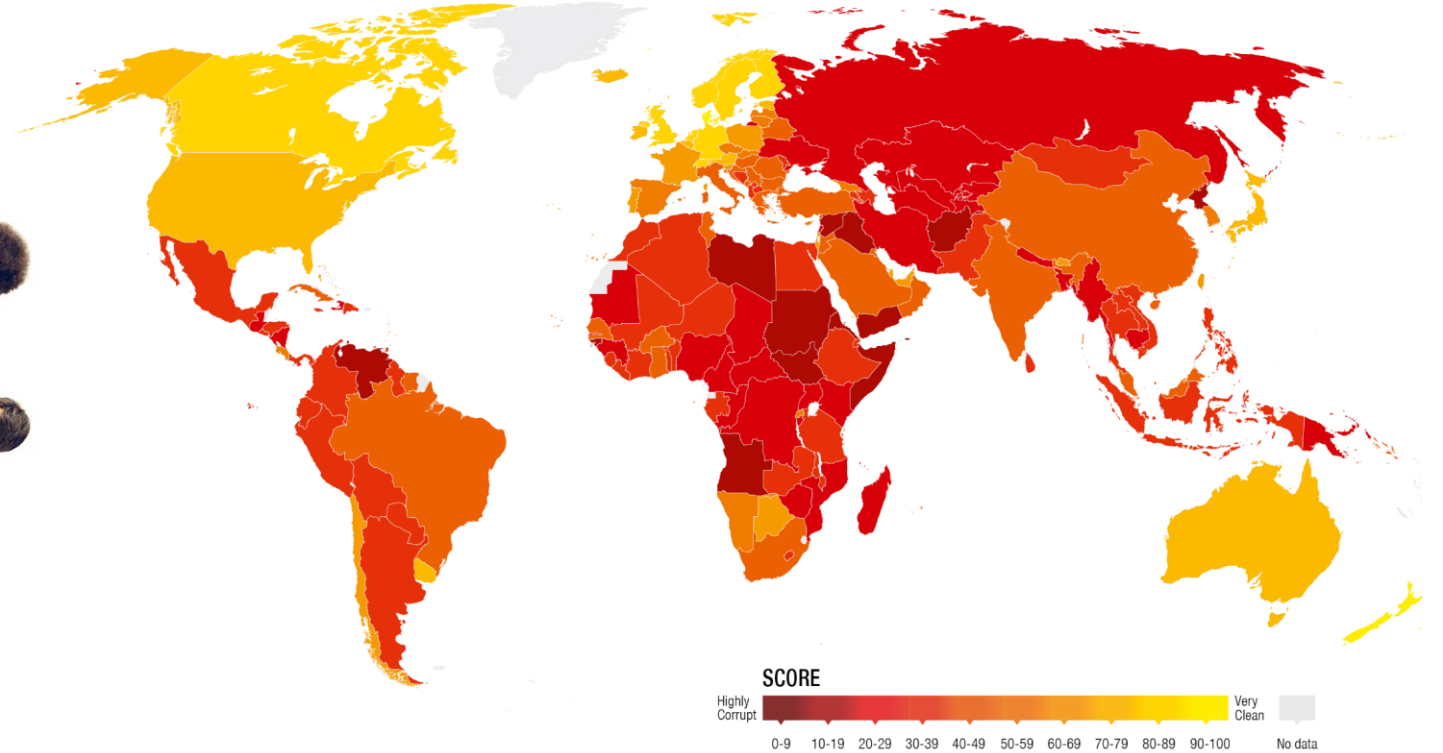 SCORE
Highly
Corrupt
Very
Clean
0-9 10-19 20-29 30-39 40-49 50-59 60-69 70-79 80-89 90-100 No data